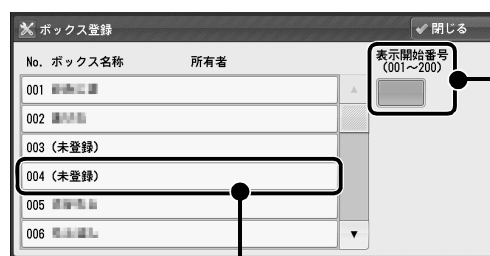 ボックス登録
閉じる
No. ボックス名称 所有者
表示開始番号
(001～200)
001
002
003 (未登録)
004 (未登録)
005
006